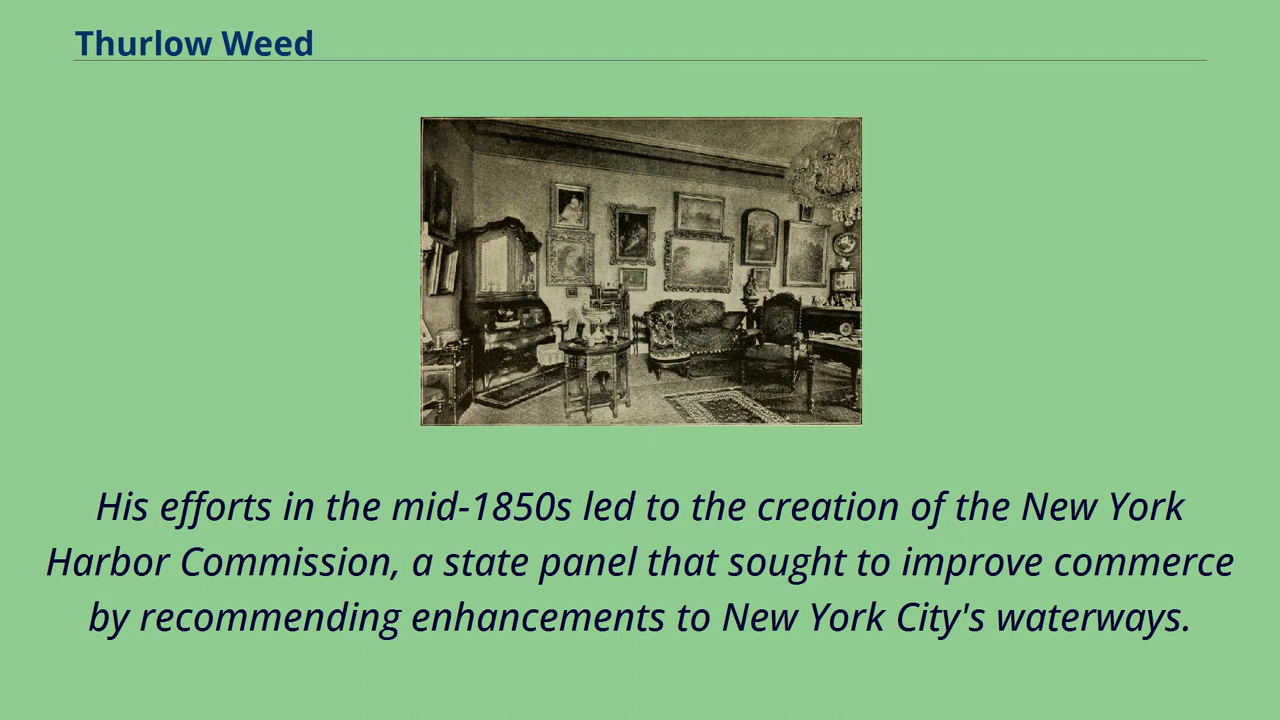 Thurlow Weed
His efforts in the mid-1850s led to the creation of the New York
Harbor Commission, a state panel that sought to improve commerce
by recommending enhancements to New York City's waterways.